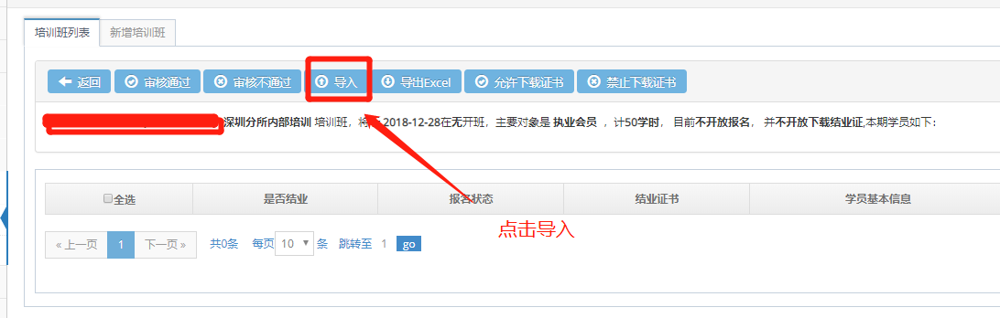 培训班列表 新增培训班
返回 审核通过 审核不通过 导入 导出Excel 允许下载证书 禁止下载证书
深圳分所内部培训 培训班，将 2018-12-28在无开班，主要对象是 执业会员 ，计50学时， 目前不开放报名， 并不开放下载结业证,本期学员如下：
全选 是否结业 报名状态 结业证书 学员基本信息
点击导入
« 上一页 1 下一页 » 共0条 每页 10 条 跳转至 1 go